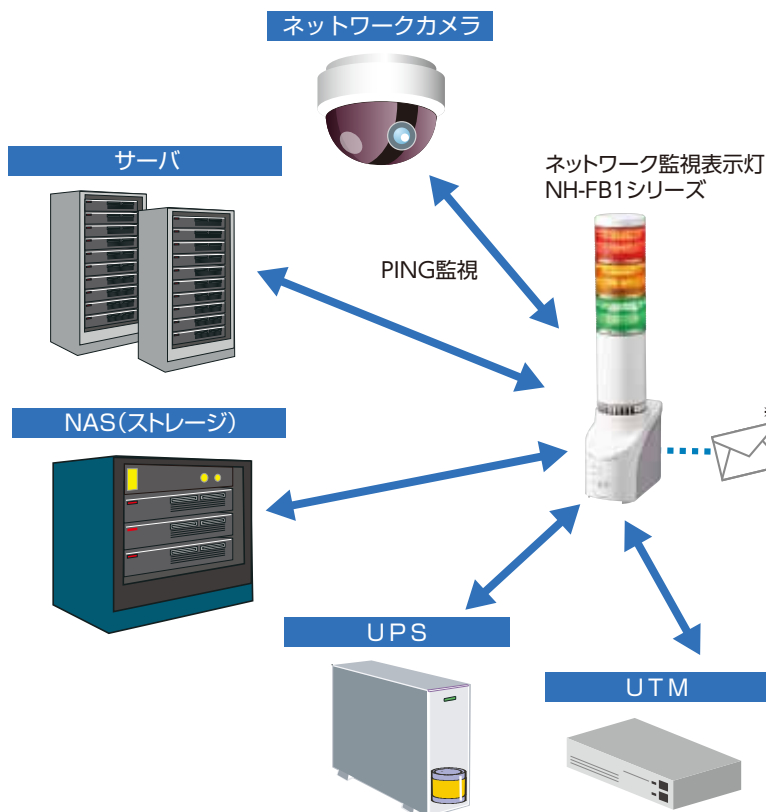 ネットワークカメラ
サーバ
ネットワーク監視表示灯
NH-FB1シリーズ
PING監視
NAS(ストレージ)
UPS
UTM